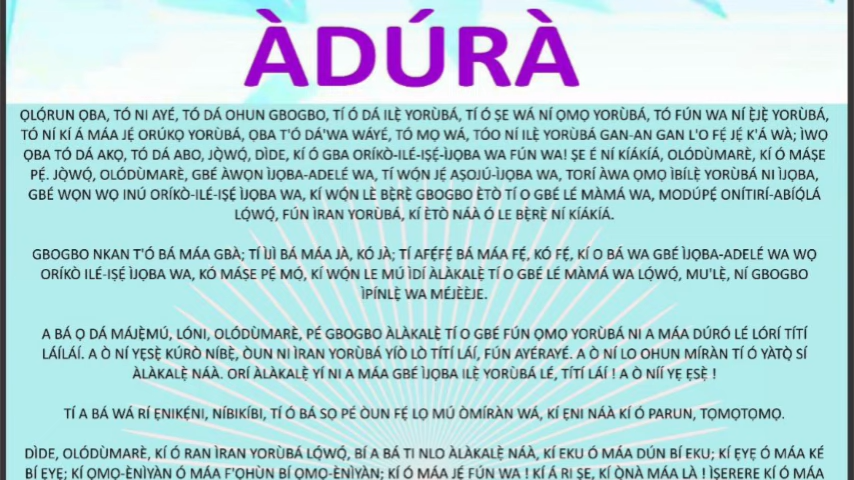 ÀDÚRÀ
ỌLỌ́RUN ỌBA, TÓ NI AYÉ, TÓ DÁ OHUN GBOGBO, TÍ Ó DÁ ILẸ̀ YORÙBÁ, TÍ Ó ṢE WÁ NÍ ỌMỌ YORÙBÁ, TÓ FÚN WA NÍ Ẹ̀JẸ̀ YORÙBÁ,
TÓ NÍ KÍ Á MÁA JẸ́ ORÚKỌ YORÙBÁ, ỌBA T'Ó DÁ'WA WÁYÉ, TÓ MỌ WÁ, TÓO NÍ ILẸ̀ YORÙBÁ GAN-AN GAN L'O FẸ́ JẸ́ K'Á WÀ; ÌWỌ
ỌBA TÓ DÁ AKỌ, TÓ DÁ ABO, JỌ̀WỌ́, DÌDE, KÍ Ó GBA ORÍKÒ-ILÉ-IṢẸ́-ÌJỌBA WA FÚN WA! ṢE É NÍ KÍÁKÍÁ, OLÓDÙMARÈ, KÍ Ó MÁṢE
PẸ́. JỌ̀WỌ́, OLÓDÙMARÈ, GBÉ ÀWỌN ÌJỌBA-ADELÉ WA, TÍ WỌ́N JẸ́ AṢOJÚ-ÌJỌBA WA, TORÍ ÀWA ỌMỌ ÌBÍLẸ̀ YORÙBÁ NI ÌJỌBA,
GBÉ WỌN WỌ INÚ ORÍKÒ-ILÉ-IṢẸ́ ÌJỌBA WA, KÍ WỌ́N LÈ BẸ̀RẸ̀ GBOGBO ÈTÒ TÍ O GBÉ LÉ MÀMÁ WA, MODÚPẸ́ ONÍTIRÍ-ABÍỌ́LÁ
LỌ́WỌ́, FÚN ÌRAN YORÙBÁ, KÍ ÈTÒ NÁÀ Ó LE BẸ̀RẸ̀ NÍ KÍÁKÍÁ.
GBOGBO NKAN T'Ó BÁ MÁA GBÀ; TÍ ÌJÌ BÁ MÁA JÀ, KÓ JÀ; TÍ AFẸ́FẸ́ BÁ MÁA FẸ́, KÓ FẸ́, KÍ O BÁ WA GBÉ ÌJỌBA-ADELÉ WA WỌ
ORÍKÒ ILÉ-IṢẸ́ ÌJỌBA WA, KÓ MÁṢE PẸ́ MỌ́, KÍ WỌ́N LE MÚ ÌDÍ ÀLÀKALẸ̀ TÍ O GBÉ LÉ MÀMÁ WA LỌ́WỌ́, MU'LẸ̀, NÍ GBOGBO
ÌPÍNLẸ̀ WA MÉJÈÈJE.
A BÁ Ọ DÁ MÁJẸ̀MÚ, LÓNI, OLÓDÙMARÈ, PÉ GBOGBO ÀLÀKALẸ̀ TÍ O GBÉ FÚN ỌMỌ YORÙBÁ NI A MÁA DÚRÓ LÉ LÓRÍ TÍTÍ
LÁÍLÁÍ. A Ò NÍ YẸSẸ̀ KÚRÒ NÍBẸ̀, ÒUN NI ÌRAN YORÙBÁ YÍÒ LÒ TÍTÍ LÁÍ, FÚN AYÉRAYÉ. A Ò NÍ LO OHUN MÍRÀN TÍ Ó YÀTỌ̀ SÍ
ÀLÀKALẸ̀ NÁÀ. ORÍ ÀLAKALẸ̀ YÍ NI A MÁA GBÉ ÌJỌBA ILẸ̀ YORÙBÁ LÉ, TÍTÍ LÁÍ ! A Ò NÍÍ YẸ ẸSẸ̀ !
TÍ A BÁ WÁ RÍ ẸNIKẸ́NI, NÍBIKÍBI, TÍ Ó BÁ SỌ PÉ ÒUN FẸ́ LỌ MÚ ÒMÍRÀN WÁ, KÍ ẸNI NÁÀ KÍ Ó PARUN, TỌMỌTỌMỌ.
DÌDE, OLÓDÙMARÈ, KÍ Ó RAN ÌRAN YORÙBÁ LỌ́WỌ́, BÍ A BÁ TI NLO ÀLAKALẸ̀ NÁÀ, KÍ EKU Ó MÁA DÚN BÍ EKU; KÍ ẸYẸ Ó MÁA KÉ
BÍ ẸYẸ; KÍ ỌMỌ-ÈNÌYÀN Ó MÁA F'ỌHÙN BÍ ỌMỌ-ÈNÌYÀN; KÍ Ó MÁA JẸ́ FÚN WA ! KÍ Á RI ṢE, KÍ Ọ̀NÀ MÁA LÀ ! ÌṢERERE KÍ Ó MÁA